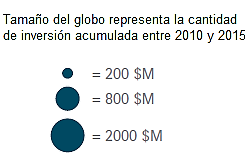 Tamaño del globo representa la cantidad
de inversión acumulada entre 2010 y 2015
= 200 $M
= 800 $M
= 2000 $M